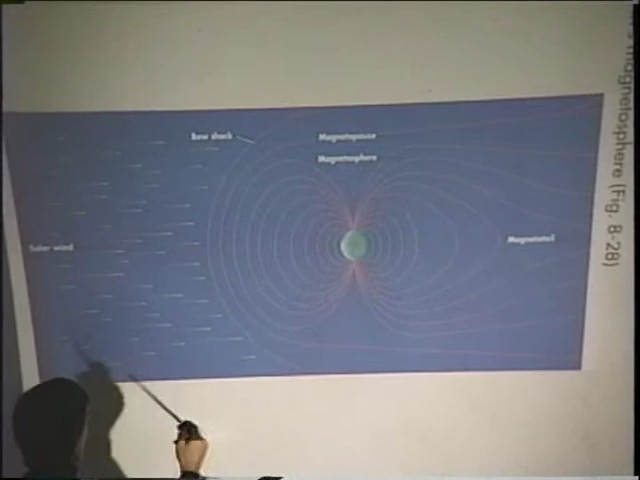 Bow shock
Magnetopause
Magnetosphere
Solar wind
Magnetotail
magnetosphere (Fig. 8-28)